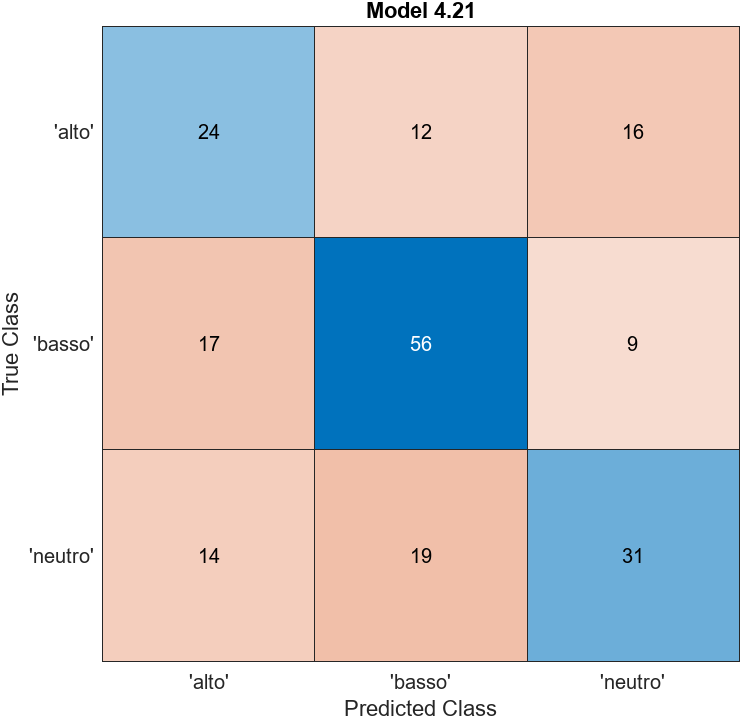 Model 4.21
'alto' 24 12 16
'basso' 17 56 9
'neutro' 14 19 31
'alto' 'basso' 'neutro'
Predicted Class
True Class